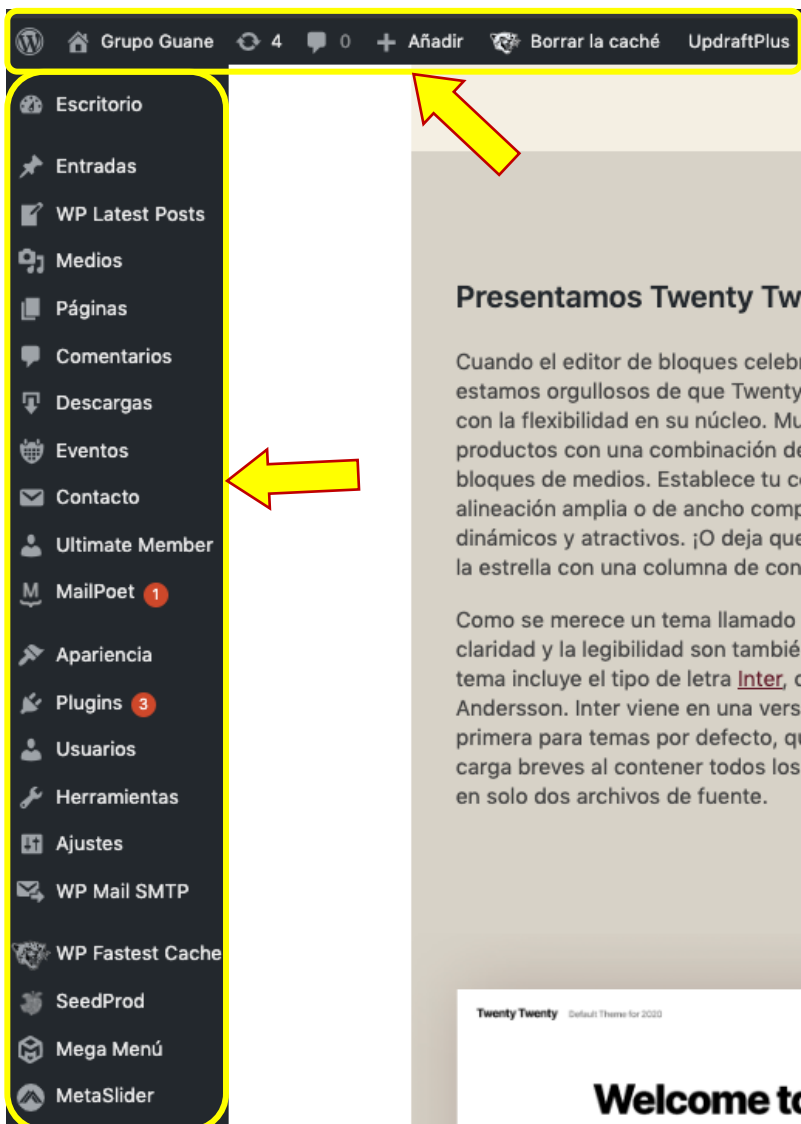 Grupo Guane 4 0 Añadir Borrar la caché UpdraftPlus
Escritorio
Entradas
WP Latest Posts
Medios
Páginas
Comentarios
Descargas
Eventos
Contacto
Ultimate Member
MailPoet 1
Apariencia
Plugins 3
Usuarios
Herramientas
Ajustes
WP Mail SMTP
WP Fastest Cache
SeedProd
Mega Menú
MetaSlider
Presentamos Twenty Tw
Cuando el editor de bloques celeb
estamos orgullosos de que Twenty
con la flexibilidad en su núcleo. Mu
productos con una combinación de
bloques de medios. Establece tu c
alineación amplia o de ancho comp
dinámicos y atractivos. ¡O deja que
la estrella con una columna de con
Como se merece un tema llamado
claridad y la legibilidad son tambié
tema incluye el tipo de letra Inter,
Andersson. Inter viene en una vers
primera para temas por defecto, qu
carga breves al contener todos los
en solo dos archivos de fuente.
Twenty Twenty Default Theme for 2020
Welcome to